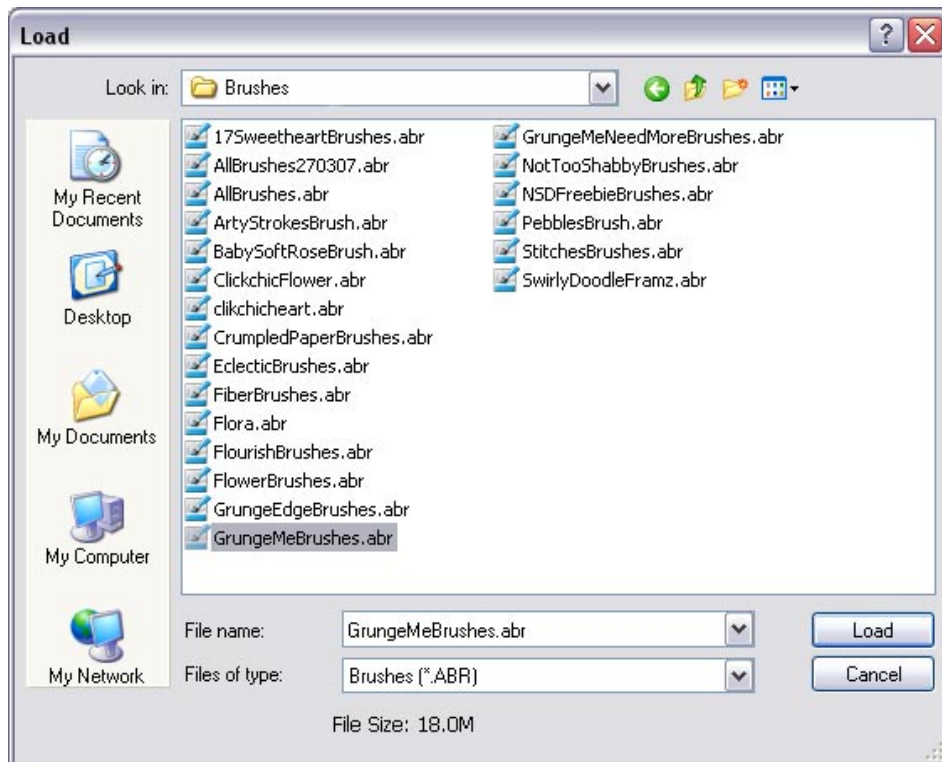 Load
Look in: Brushes
My Recent
Documents
Desktop
My Documents
My Computer
My Network
17SweetheartBrushes.abr
AllBrushes270307.abr
AllBrushes.abr
ArtyStrokesBrush.abr
BabySoftRoseBrush.abr
ClickchicFlower.abr
clikchicheart.abr
CrumpledPaperBrushes.abr
EclecticBrushes.abr
FiberBrushes.abr
Flora.abr
FlourishBrushes.abr
FlowerBrushes.abr
GrungeEdgeBrushes.abr
GrungeMeBrushes.abr
GrungeMeNeedMoreBrushes.abr
NotTooShabbyBrushes.abr
NSDFreebieBrushes.abr
PebblesBrush.abr
StitchesBrushes.abr
SwirlyDoodleFramz.abr
File name: GrungeMeBrushes.abr Load
Files of type: Brushes (*.ABR) Cancel
File Size: 18.0M